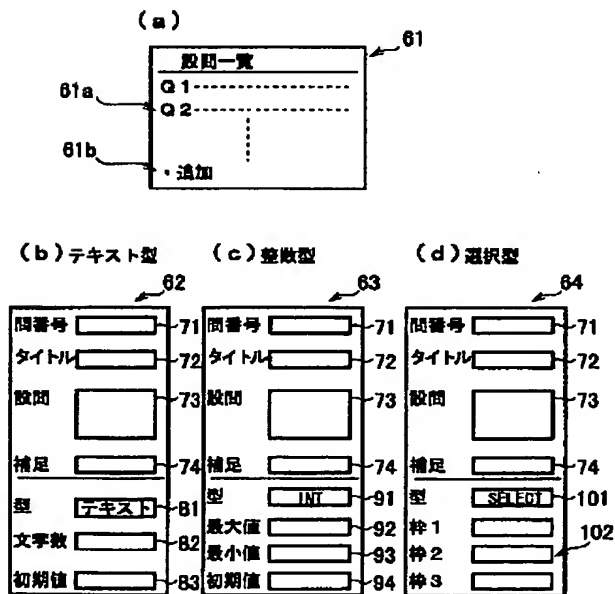 (a)
61
設問一覧
61a
Q1
Q2
61b
・追加
(b)テキスト型
(c)整数型
(d)選択型
62
63
64
問番号 71
タイトル 72
設問 73
補足 74
型 テキスト 81
文字数 82
初期値 83
問番号 71
タイトル 72
設問 73
補足 74
型 INT 91
最大値 92
最小値 93
初期値 94
問番号 71
タイトル 72
設問 73
補足 74
型 SELECT 101
枠1
枠2 102
枠3